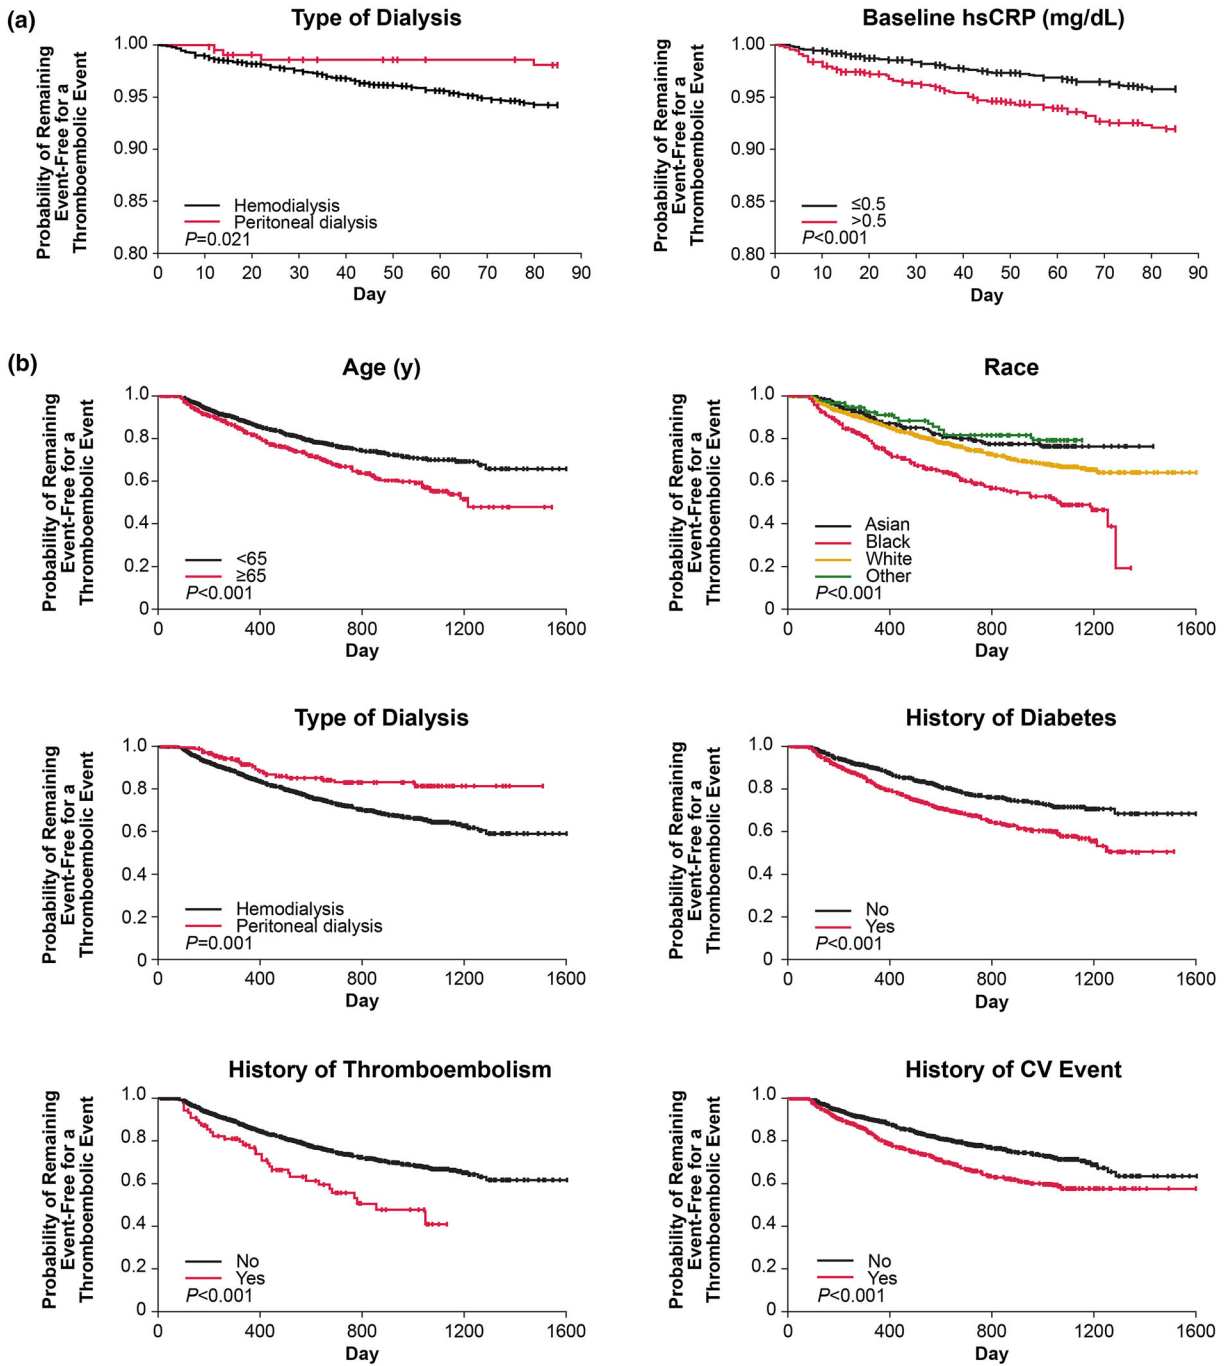 (a)
Type of Dialysis
Probability of Remaining
Event-Free for a
Thromboembolic Event
1.00
0.95
0.90
0.85
0.80
Hemodialysis
Peritoneal dialysis
P=0.021
0 10 20 30 40 50 60 70 80 90
Day
Baseline hsCRP (mg/dL)
Probability of Remaining
Event-Free for a
Thromboembolic Event
1.00
0.95
0.90
0.85
0.80
≤0.5
>0.5
P<0.001
0 10 20 30 40 50 60 70 80 90
Day
(b)
Age (y)
Probability of Remaining
Event-Free for a
Thromboembolic Event
1.0
0.8
0.6
0.4
0.2
0
<65
≥65
P<0.001
0 400 800 1200 1600
Day
Race
Probability of Remaining
Event-Free for a
Thromboembolic Event
1.0
0.8
0.6
0.4
0.2
0
Asian
Black
White
Other
P<0.001
0 400 800 1200 1600
Day
Type of Dialysis
Probability of Remaining
Event-Free for a
Thromboembolic Event
1.0
0.8
0.6
0.4
0.2
0
Hemodialysis
Peritoneal dialysis
P=0.001
0 400 800 1200 1600
Day
History of Diabetes
Probability of Remaining
Event-Free for a
Thromboembolic Event
1.0
0.8
0.6
0.4
0.2
0
No
Yes
P<0.001
0 400 800 1200 1600
Day
History of Thromboembolism
Probability of Remaining
Event-Free for a
Thromboembolic Event
1.0
0.8
0.6
0.4
0.2
0
No
Yes
P<0.001
0 400 800 1200 1600
Day
History of CV Event
Probability of Remaining
Event-Free for a
Thromboembolic Event
1.0
0.8
0.6
0.4
0.2
0
No
Yes
P<0.001
0 400 800 1200 1600
Day